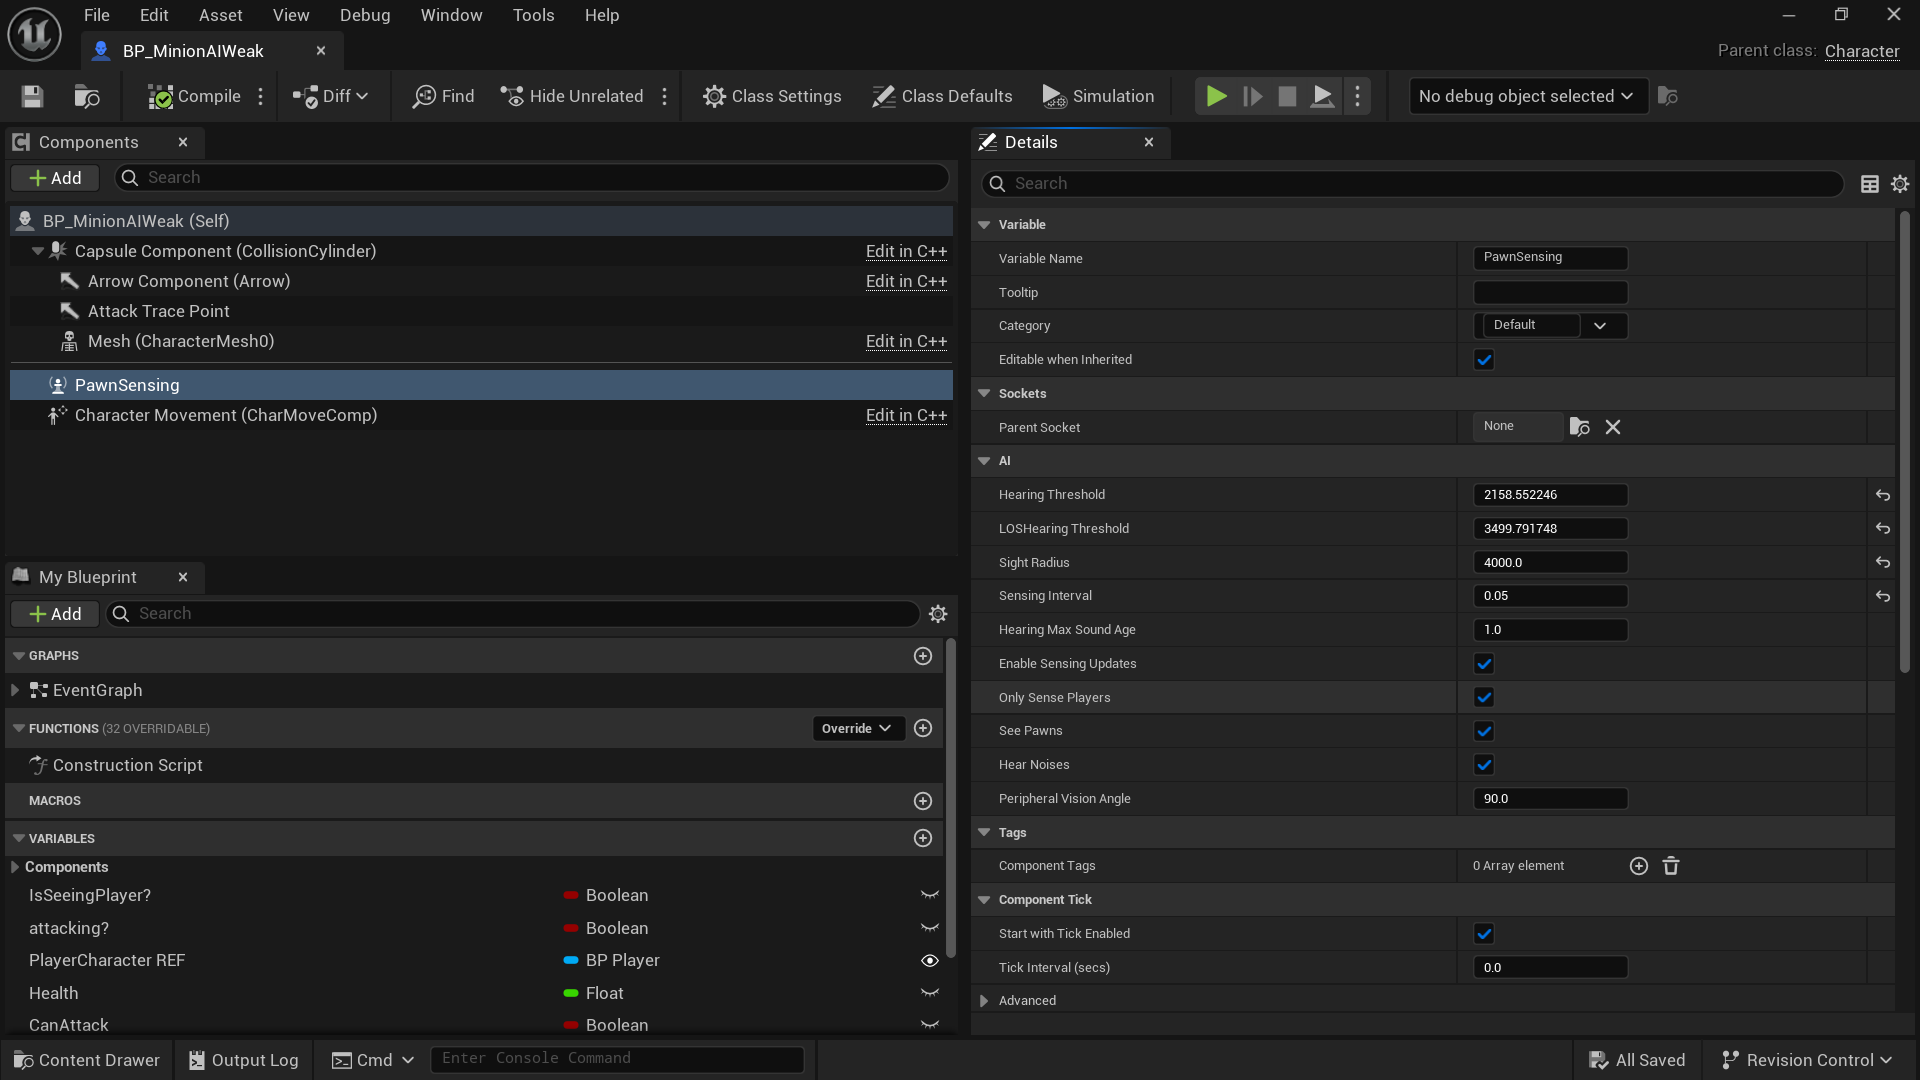 File Edit Asset View Debug Window Tools Help
BP_MinionAIWeak
Parent class: Character
Compile Diff Find Hide Unrelated Class Settings Class Defaults Simulation No debug object selected
Components
Add Search
BP_MinionAIWeak (Self)
Capsule Component (CollisionCylinder) Edit in C++
Arrow Component (Arrow) Edit in C++
Attack Trace Point
Mesh (CharacterMesh0) Edit in C++
PawnSensing
Character Movement (CharMoveComp) Edit in C++
My Blueprint
Add Search
GRAPHS
EventGraph
FUNCTIONS (32 OVERRIDABLE) Override
Construction Script
MACROS
VARIABLES
Components
IsSeeingPlayer? Boolean
attacking? Boolean
PlayerCharacter REF BP Player
Health Float
CanAttack Boolean
Details
Search
Variable
Variable Name PawnSensing
Tooltip
Category Default
Editable when Inherited
Sockets
Parent Socket None
AI
Hearing Threshold 2158.552246
LOSHearing Threshold 3499.791748
Sight Radius 4000.0
Sensing Interval 0.05
Hearing Max Sound Age 1.0
Enable Sensing Updates
Only Sense Players
See Pawns
Hear Noises
Peripheral Vision Angle 90.0
Tags
Component Tags 0 Array element
Component Tick
Start with Tick Enabled
Tick Interval (secs) 0.0
Advanced
Content Drawer Output Log Cmd Enter Console Command All Saved Revision Control